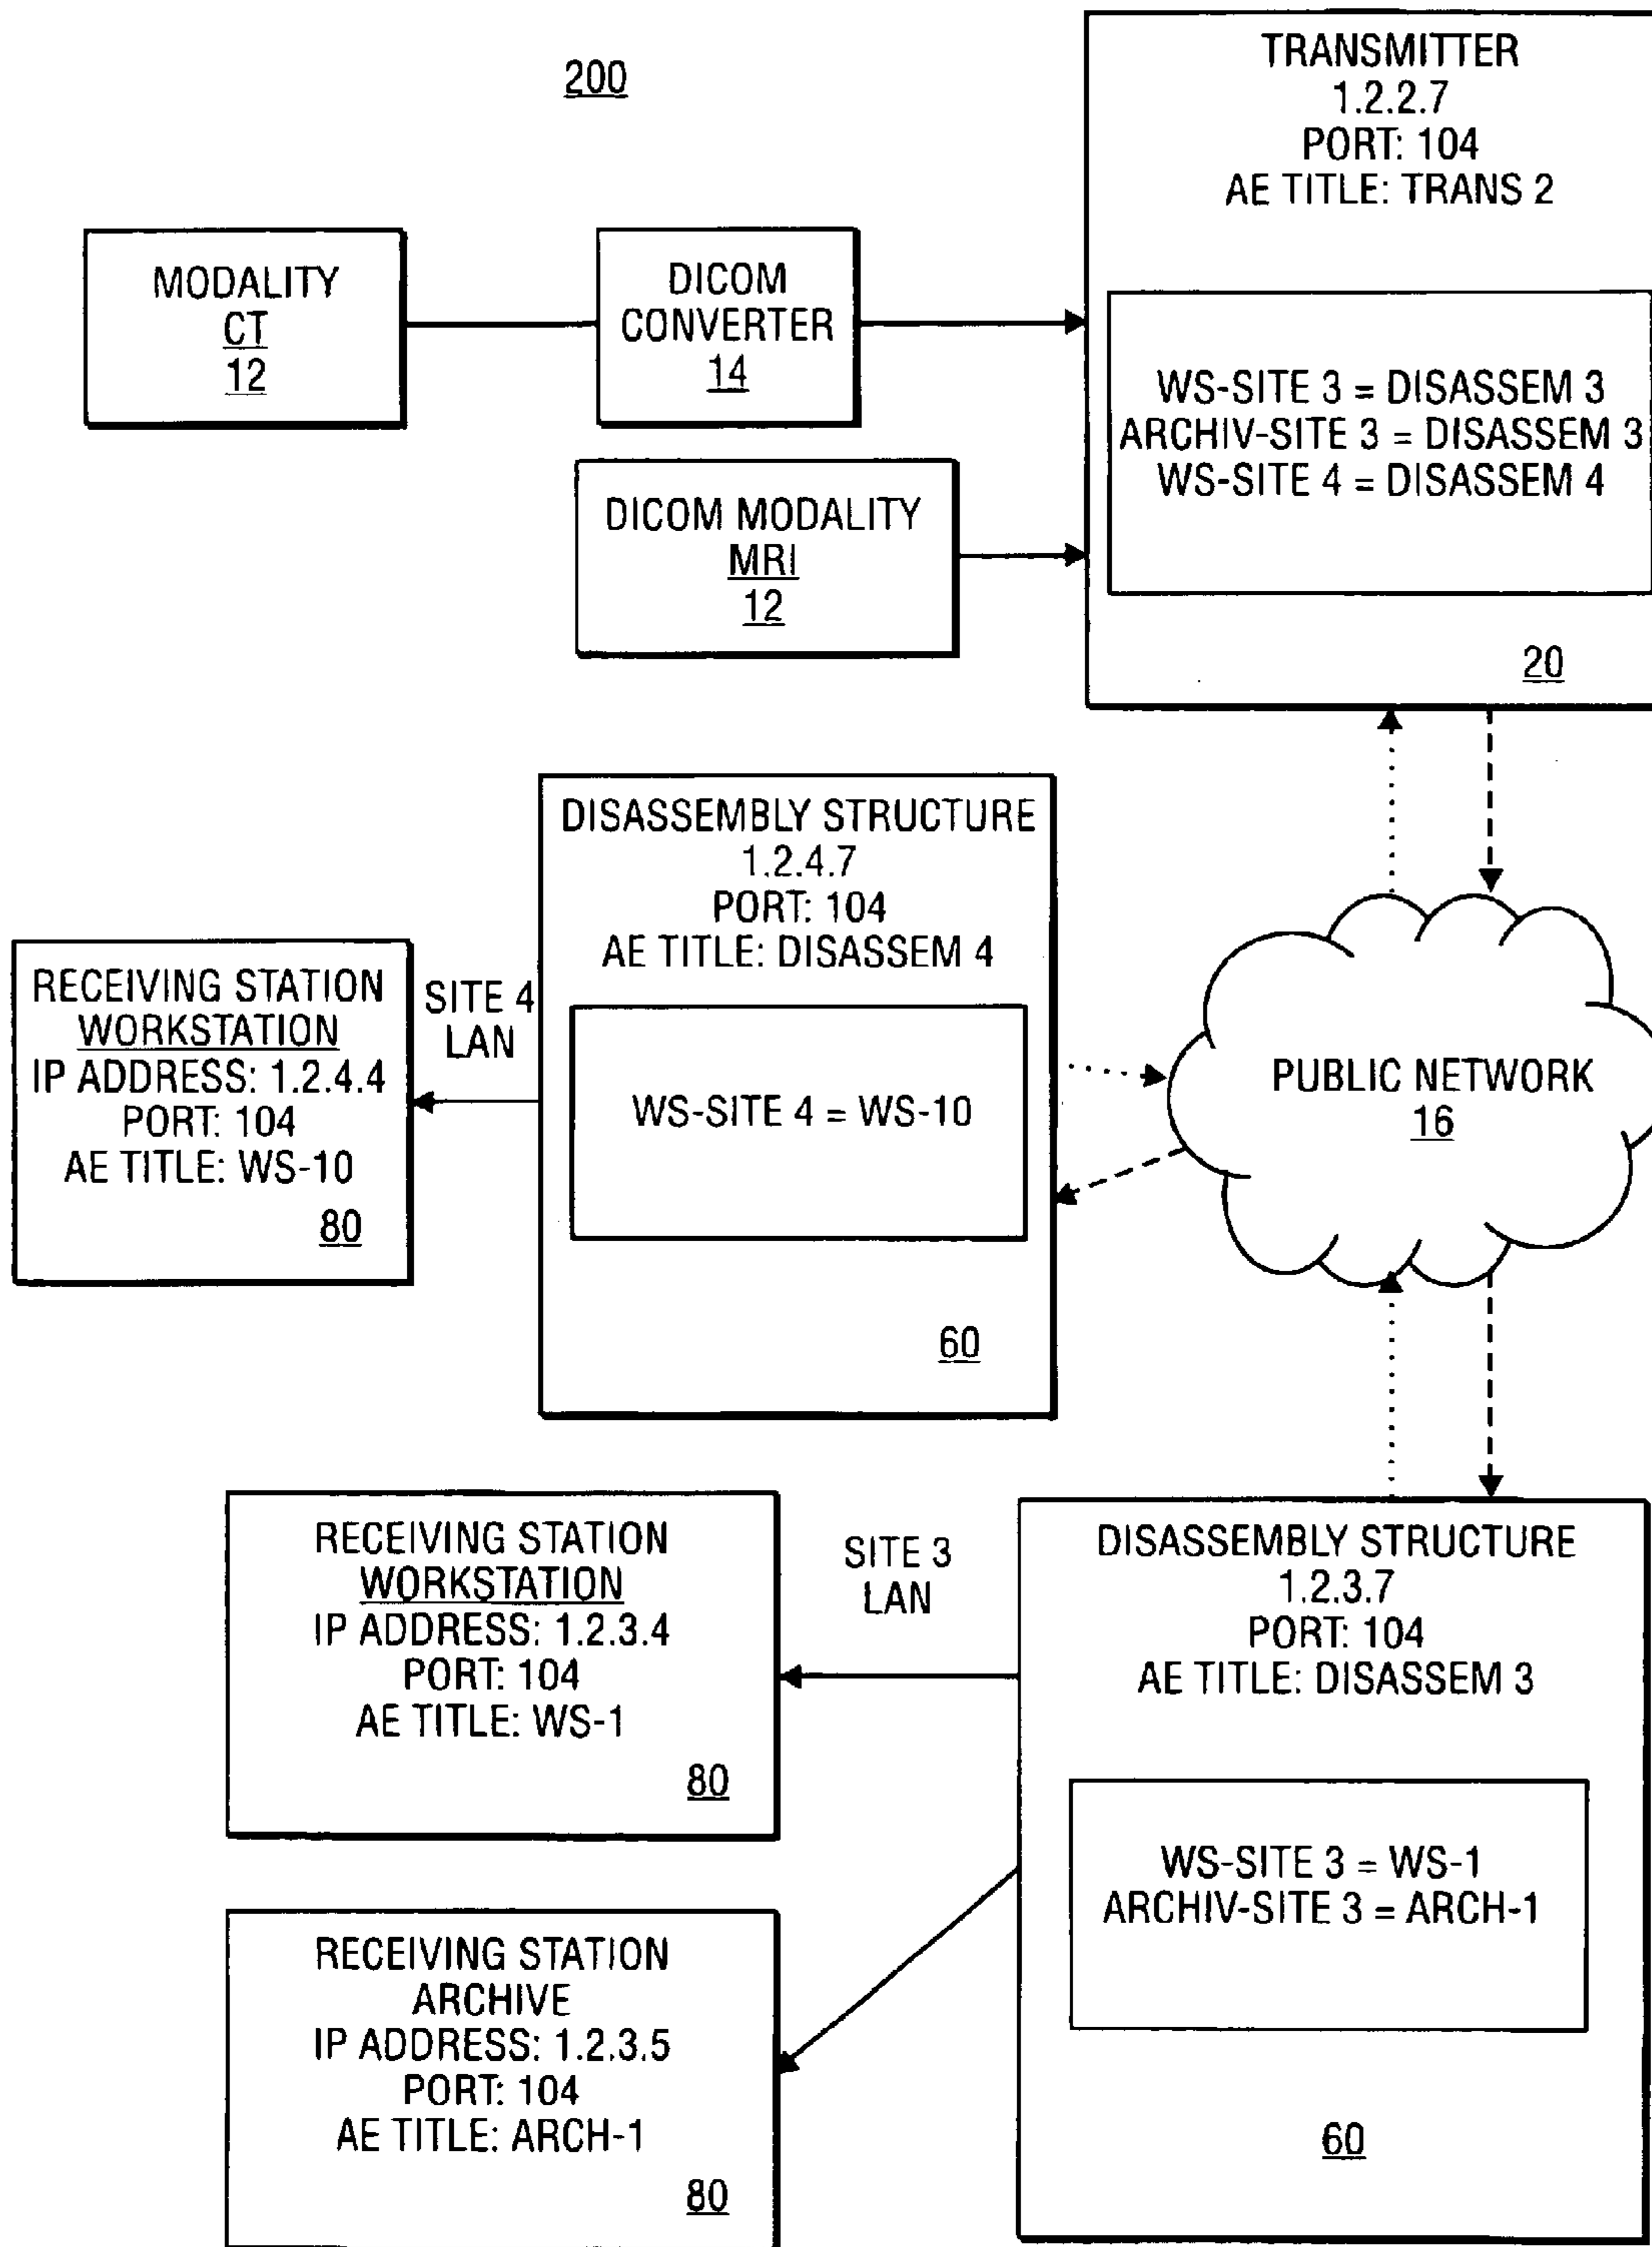 200
TRANSMITTER
1.2.2.7
PORT: 104
AE TITLE: TRANS 2
WS-SITE 3 = DISASSEM 3
ARCHIV-SITE 3 = DISASSEM 3
WS-SITE 4 = DISASSEM 4
20
MODALITY
CT
12
DICOM
CONVERTER
14
DICOM MODALITY
MRI
12
DISASSEMBLY STRUCTURE
1.2.4.7
PORT: 104
AE TITLE: DISASSEM 4
WS-SITE 4 = WS-10
60
SITE 4
LAN
RECEIVING STATION
WORKSTATION
IP ADDRESS: 1.2.4.4
PORT: 104
AE TITLE: WS-10
80
PUBLIC NETWORK
16
RECEIVING STATION
WORKSTATION
IP ADDRESS: 1.2.3.4
PORT: 104
AE TITLE: WS-1
80
SITE 3
LAN
DISASSEMBLY STRUCTURE
1.2.3.7
PORT: 104
AE TITLE: DISASSEM 3
WS-SITE 3 = WS-1
ARCHIV-SITE 3 = ARCH-1
60
RECEIVING STATION
ARCHIVE
IP ADDRESS: 1.2.3.5
PORT: 104
AE TITLE: ARCH-1
80